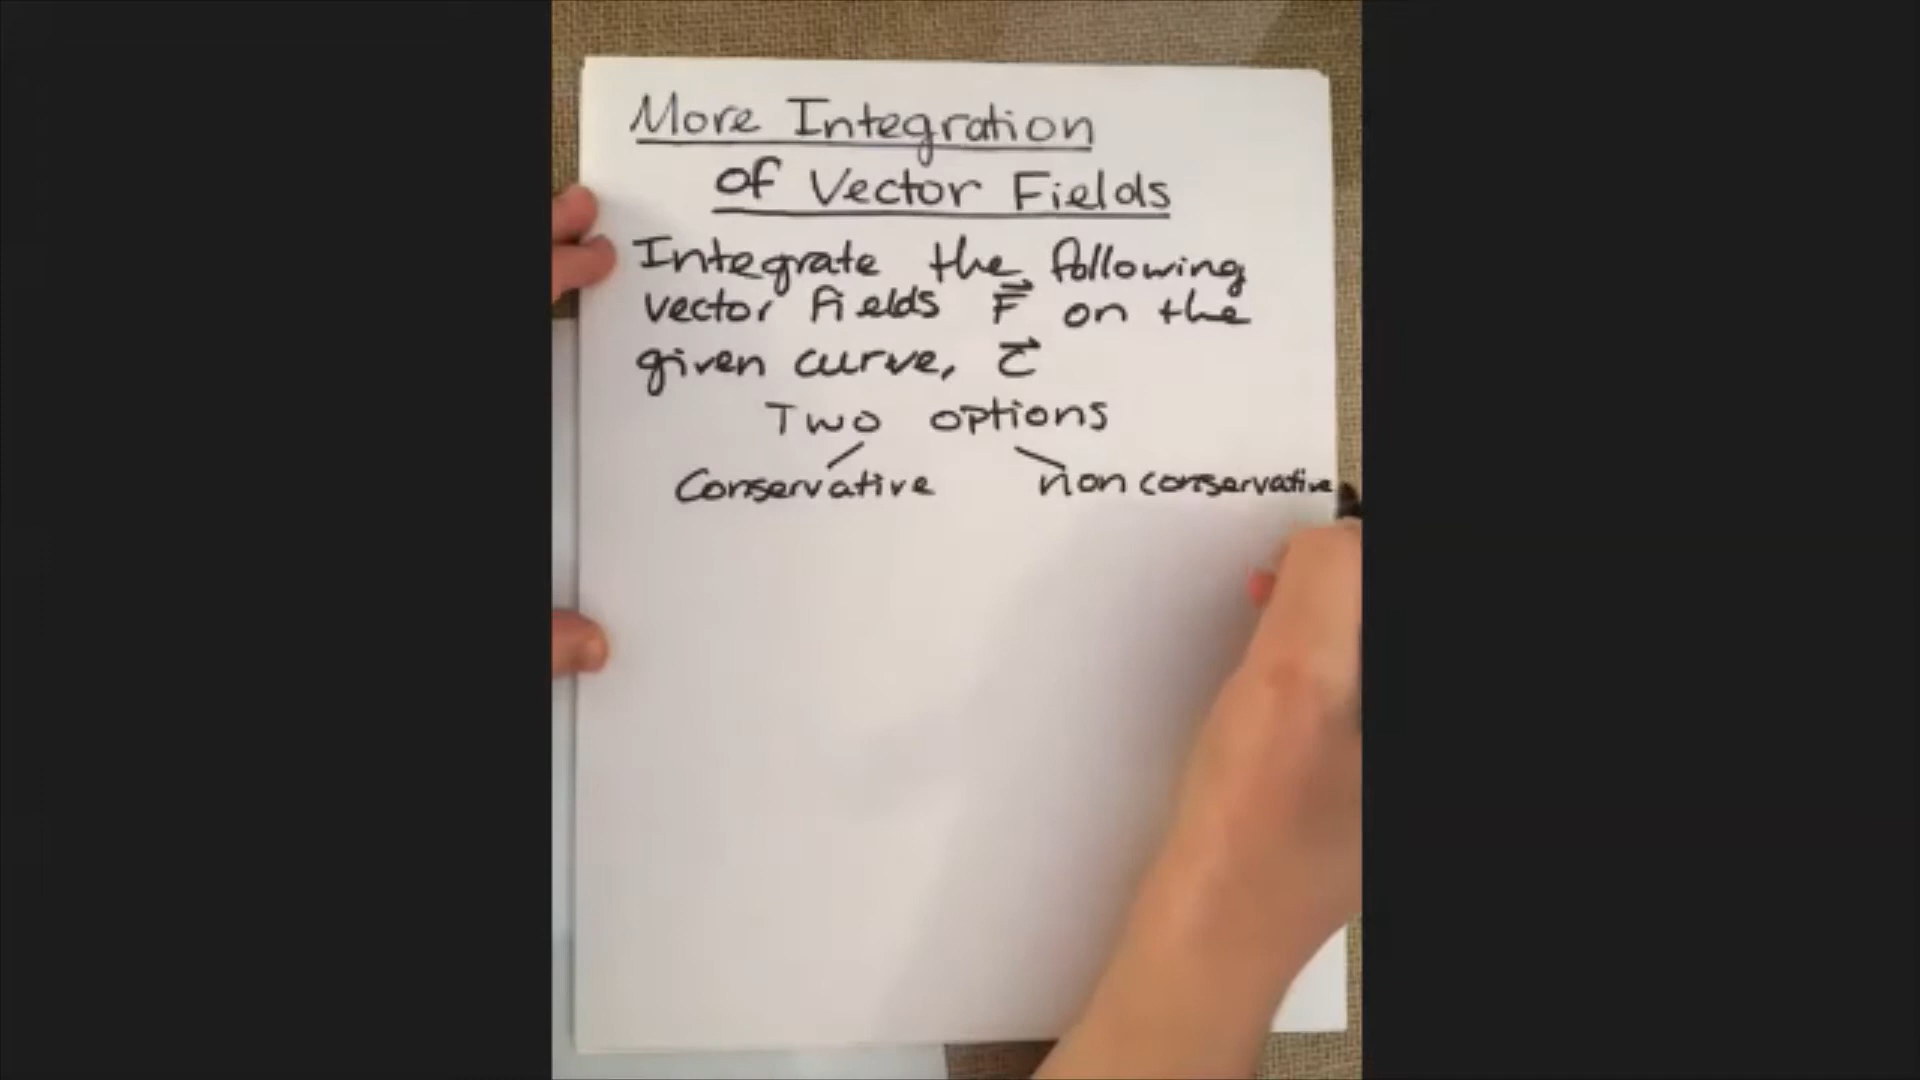 More Integration
of Vector Fields
Integrate the following
vector fields F⃗ on the
given curve, c⃗
Two options
Conservative non conservative